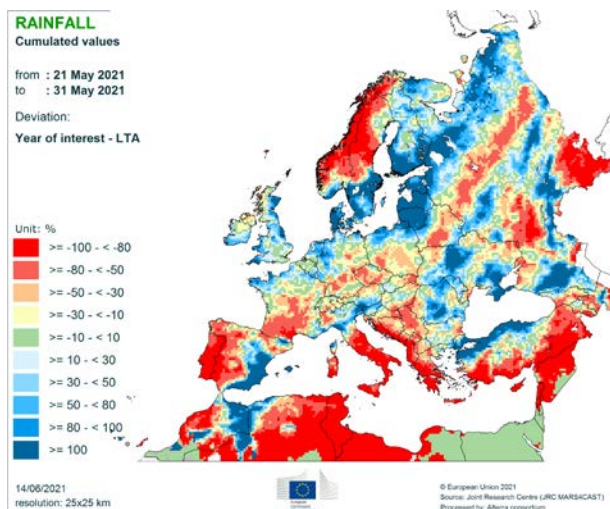 RAINFALL
Cumulated values
from : 21 May 2021
to : 31 May 2021
Deviation:
Year of interest - LTA
Unit: %
>= -100 - < -80
>= -80 - < -50
>= -50 - < -30
>= -30 - < -10
>= -10 - < 10
>= 10 - < 30
>= 30 - < 50
>= 50 - < 80
>= 80 - < 100
>= 100
14/06/2021
resolution: 25x25 km
European
Commission
© European Union 2021
Source: Joint Research Centre (JRC MARS4CAST)
Processed by: Alterra consortium